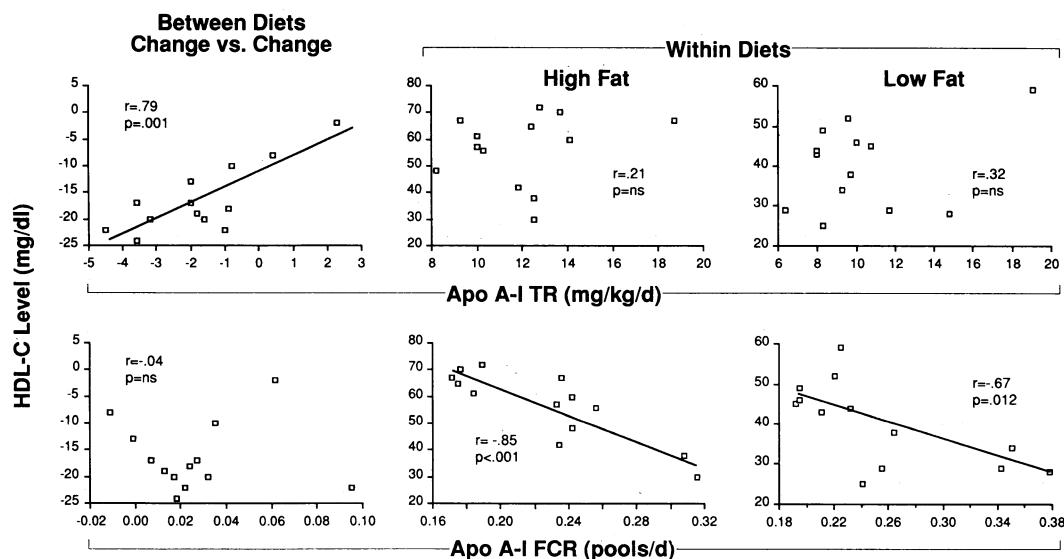 Between Diets
Change vs. Change
Within Diets
High Fat
Low Fat
HDL-C Level (mg/dl)
5
0
-5
-10
-15
-20
-25
r=.79
p=.001
-5 -4 -3 -2 -1 0 1 2 3
80
70
60
50
40
30
20
r=.21
p=ns
8 10 12 14 16 18 20
60
50
40
30
20
r=.32
p=ns
6 8 10 12 14 16 18 20
Apo A-I TR (mg/kg/d)
5
0
-5
-10
-15
-20
-25
r=-.04
p=ns
-0.02 0.00 0.02 0.04 0.06 0.08 0.10
80
70
60
50
40
30
20
r= -.85
p<.001
0.16 0.20 0.24 0.28 0.32
60
50
40
30
20
r=-.67
p=.012
0.18 0.22 0.26 0.30 0.34 0.38
Apo A-I FCR (pools/d)